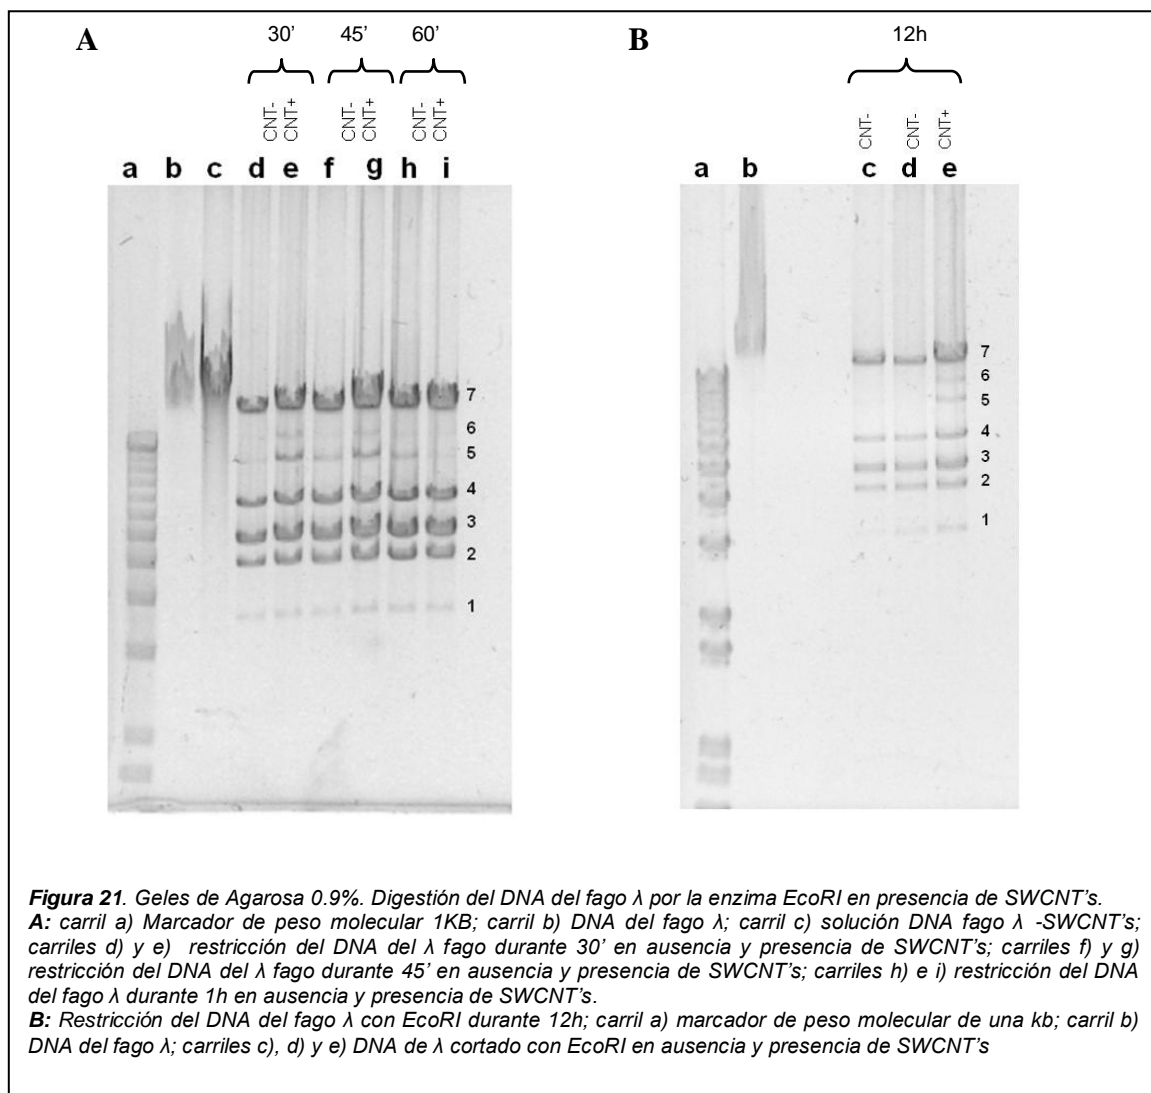 A
30' 45' 60'
CNT- CNT+ CNT- CNT+ CNT- CNT+
a b c d e f g h i
7
6
5
4
3
2
1
B
12h
CNT- CNT- CNT+
a b c d e
7
6
5
4
3
2
1
Figura 21. Geles de Agarosa 0.9%. Digestión del DNA del fago λ por la enzima EcoRI en presencia de SWCNT's.
A: carril a) Marcador de peso molecular 1KB; carril b) DNA del fago λ; carril c) solución DNA fago λ -SWCNT's;
carriles d) y e) restricción del DNA del λ fago durante 30' en ausencia y presencia de SWCNT's; carriles f) y g)
restricción del DNA del λ fago durante 45' en ausencia y presencia de SWCNT's; carriles h) e i) restricción del DNA
del fago λ durante 1h en ausencia y presencia de SWCNT's.
B: Restricción del DNA del fago λ con EcoRI durante 12h; carril a) marcador de peso molecular de una kb; carril b)
DNA del fago λ; carriles c), d) y e) DNA de λ cortado con EcoRI en ausencia y presencia de SWCNT's